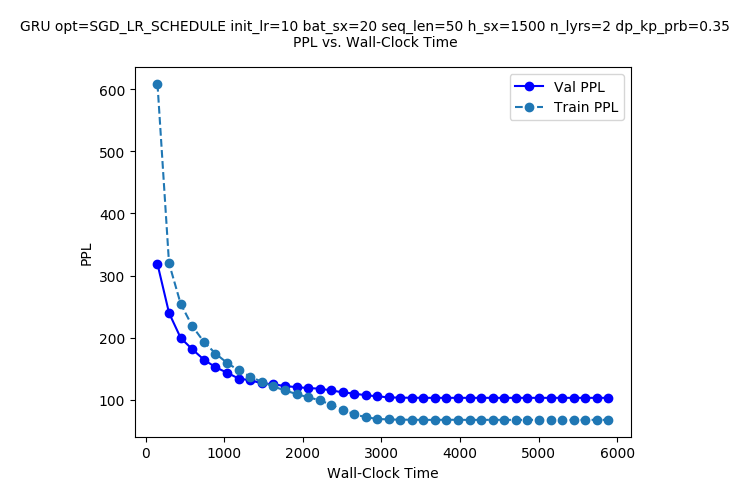 GRU opt=SGD_LR_SCHEDULE init_lr=10 bat_sx=20 seq_len=50 h_sx=1500 n_lyrs=2 dp_kp_prb=0.35
PPL vs. Wall-Clock Time
Val PPL
Train PPL
600
500
400
300
200
100
PPL
0 1000 2000 3000 4000 5000 6000
Wall-Clock Time